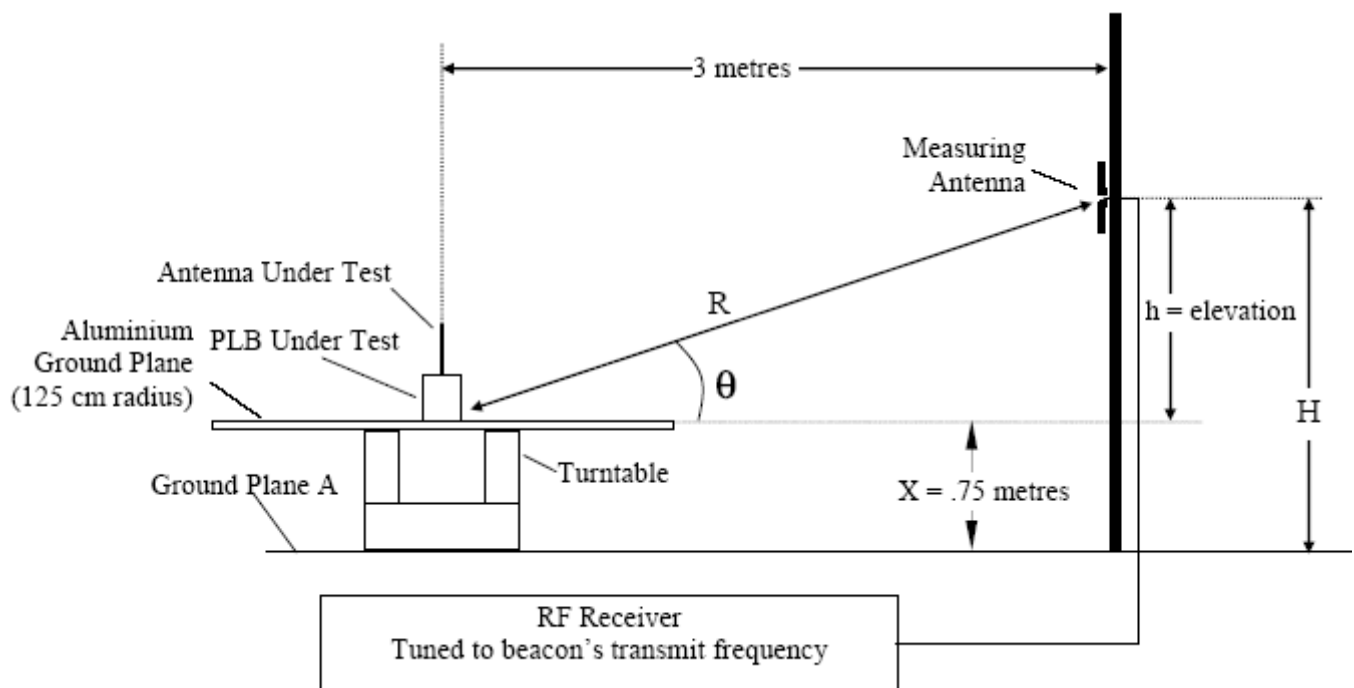 3 metres
Measuring
Antenna
Antenna Under Test
R
h = elevation
Aluminium
Ground Plane
(125 cm radius)
PLB Under Test
θ
H
Turntable
Ground Plane A
X = .75 metres
RF Receiver
Tuned to beacon’s transmit frequency